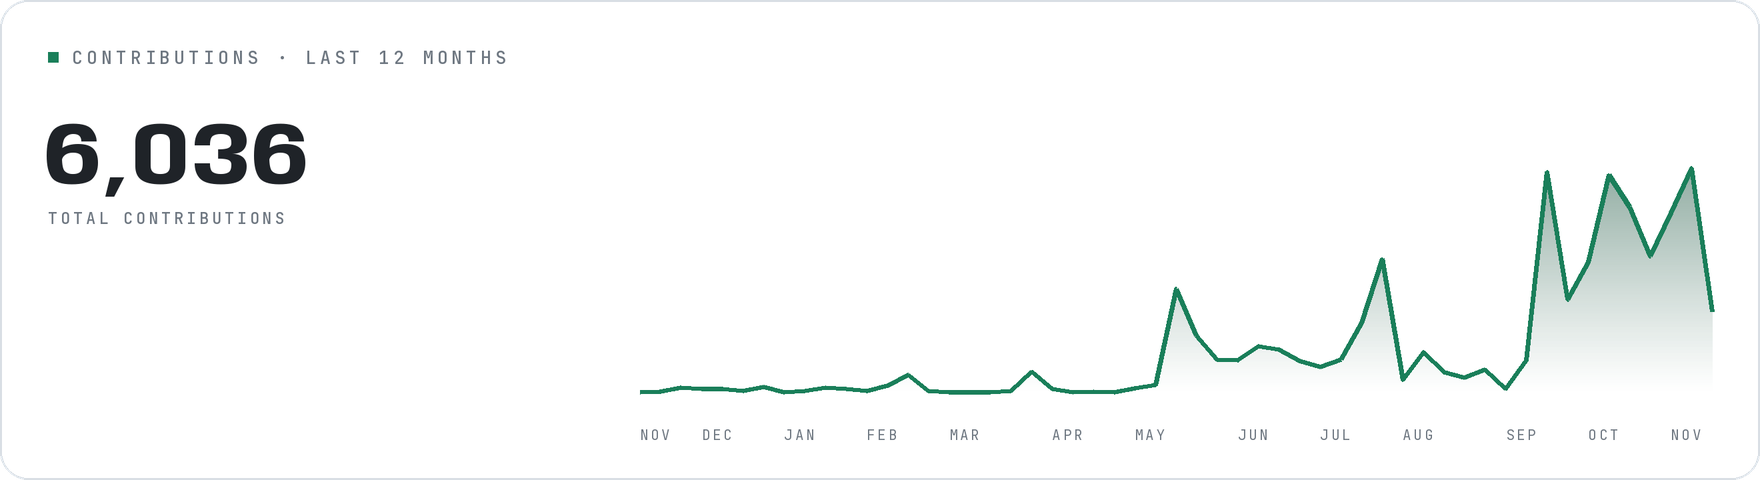 CONTRIBUTIONS · LAST 12 MONTHS
6,036
TOTAL CONTRIBUTIONS
NOV DEC JAN FEB MAR APR MAY JUN JUL AUG SEP OCT NOV